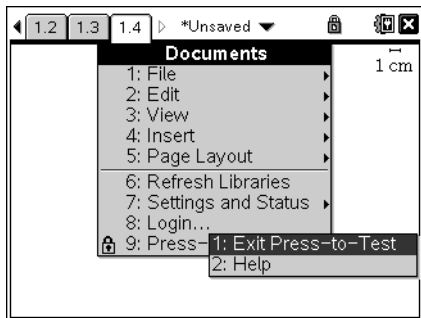 1.2 1.3 1.4 *Unsaved
Documents
1 cm
1: File
2: Edit
3: View
4: Insert
5: Page Layout
6: Refresh Libraries
7: Settings and Status
8: Login...
9: Press-
1: Exit Press-to-Test
2: Help